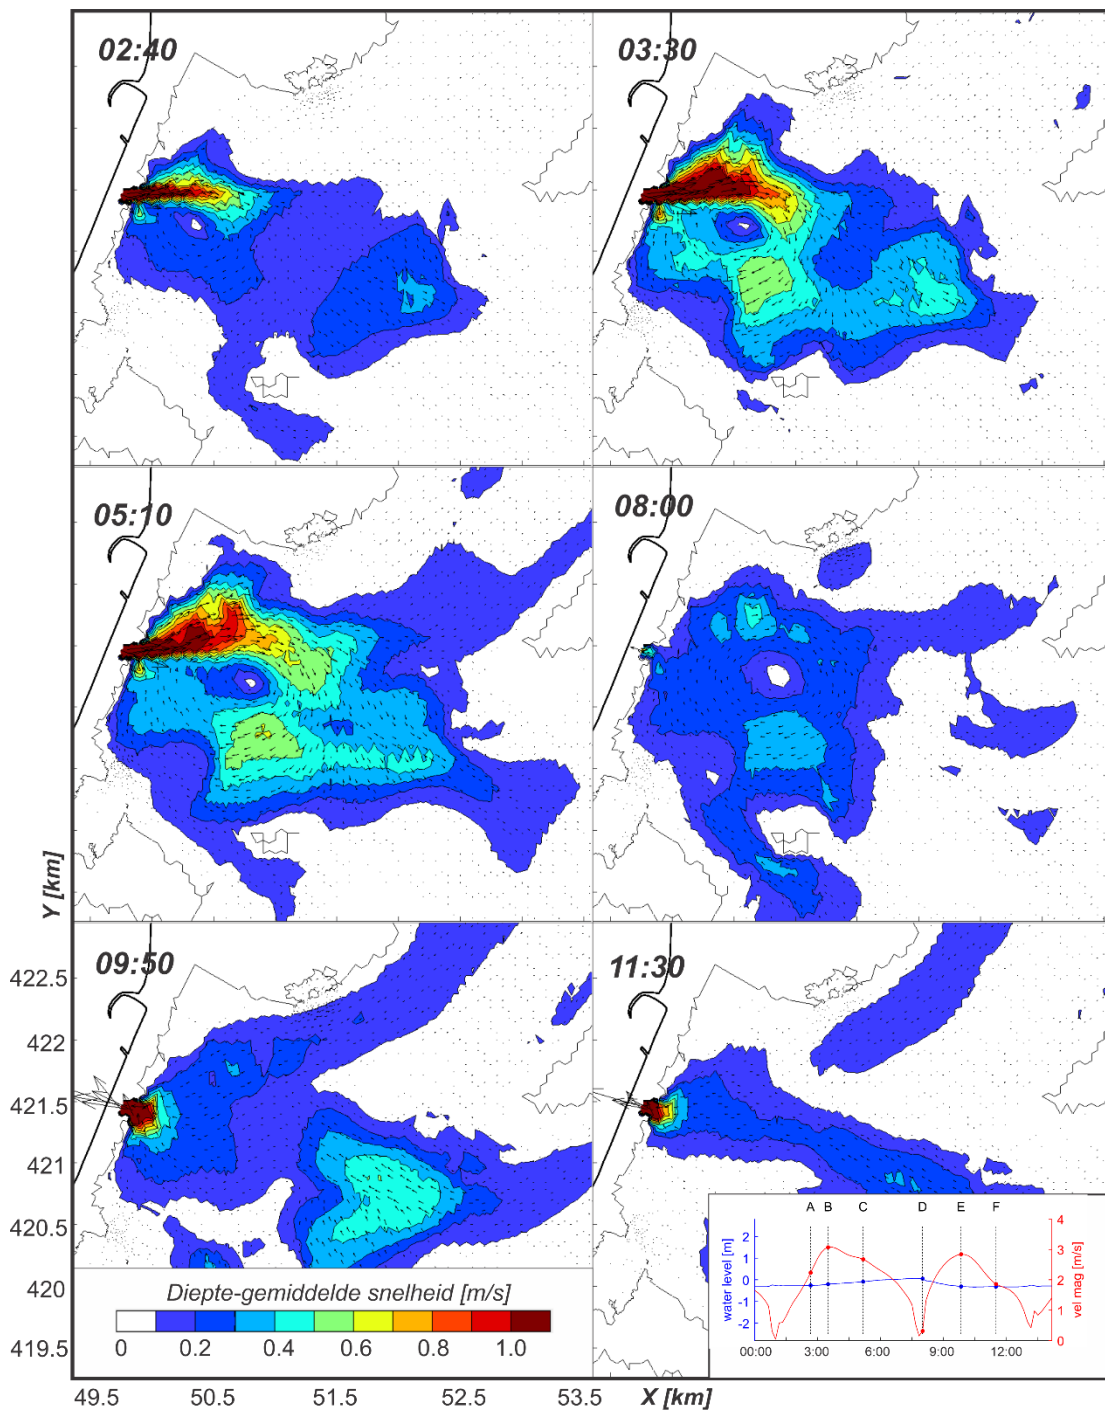 02:40
03:30
05:10
08:00
Y [km]
09:50
11:30
422.5
422
421.5
421
420.5
420
419.5
A B C D E F
2
1
0
-1
-2
water level [m]
4
3
2
1
0
vel mag [m/s]
00:00 3:00 6:00 9:00 12:00
Diepte-gemiddelde snelheid [m/s]
0 0.2 0.4 0.6 0.8 1.0
49.5 50.5 51.5 52.5 53.5 X [km]